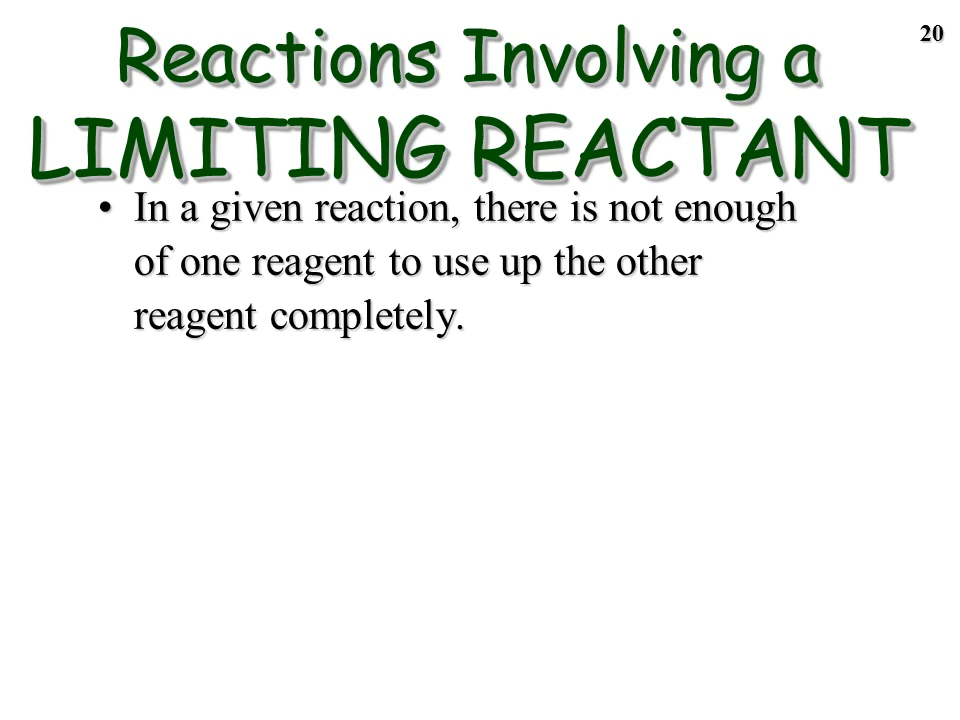 20
Reactions Involving a
LIMITING REACTANT
• In a given reaction, there is not enough
of one reagent to use up the other
reagent completely.